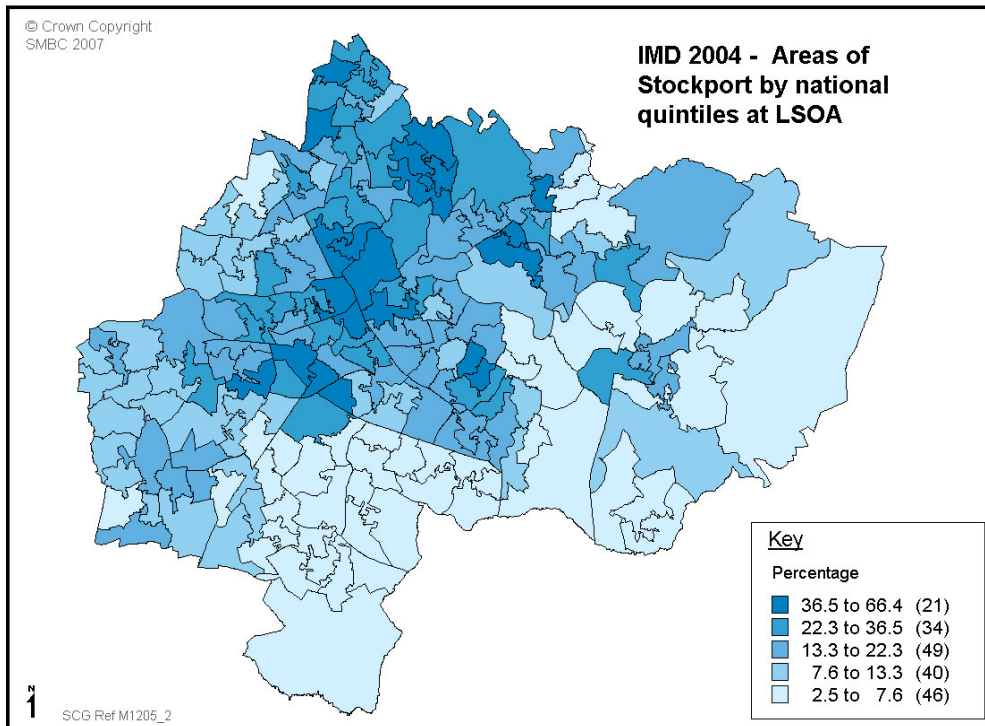 © Crown Copyright
SMBC 2007
IMD 2004 - Areas of
Stockport by national
quintiles at LSOA
Key
Percentage
36.5 to 66.4 (21)
22.3 to 36.5 (34)
13.3 to 22.3 (49)
7.6 to 13.3 (40)
2.5 to 7.6 (46)
N
SCG Ref M1205_2